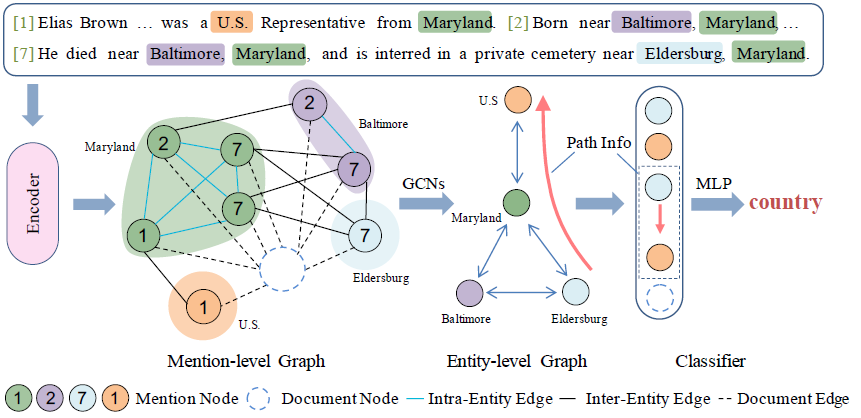 [1] Elias Brown … was a U.S. Representative from Maryland. [2] Born near Baltimore, Maryland, …
[7] He died near Baltimore, Maryland, and is interred in a private cemetery near Eldersburg, Maryland.
Encoder
Maryland
2
7
7
1
2
7
Baltimore
7
Eldersburg
1
U.S.
Mention-level Graph
GCNs
U.S
Maryland
Baltimore
Eldersburg
Path Info
Entity-level Graph
MLP
country
Classifier
1 2 7 1 Mention Node Document Node Intra-Entity Edge Inter-Entity Edge Document Edge